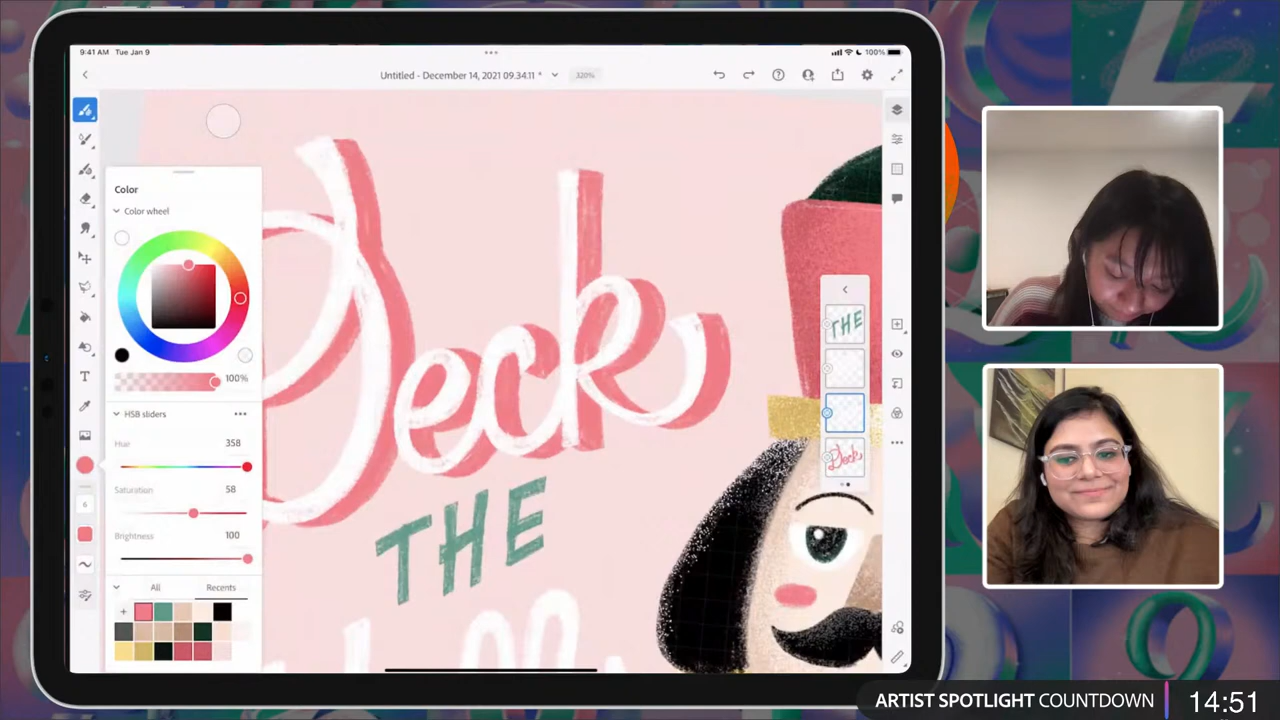 9:41 AM Tue Jan 9
100%
Untitled - December 14, 2021 09.34.11 *
320%
Color
Color wheel
100%
HSB sliders
Hue
358
Saturation
58
Brightness
100
All
Recents
6
T
Deck
THE
THE
Deck
ARTIST SPOTLIGHT COUNTDOWN
14:51